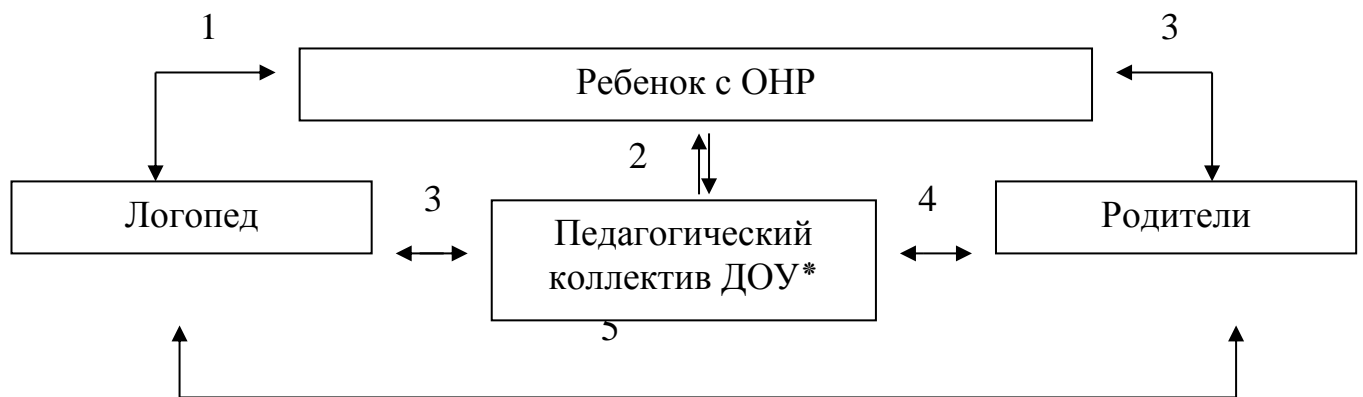 1
3
Ребенок с ОНР
2
Логопед
3
4
Родители
Педагогический
коллектив ДОУ*
5